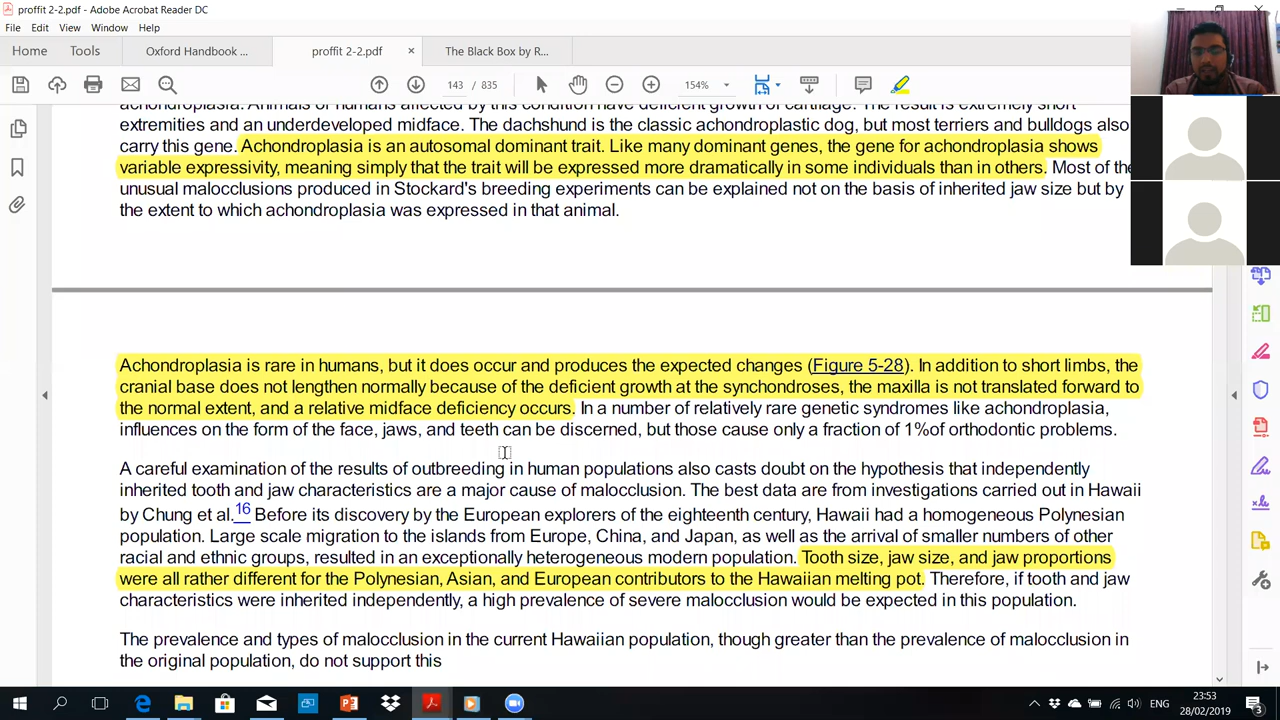 proffit 2-2.pdf - Adobe Acrobat Reader DC
File Edit View Window Help
Home Tools Oxford Handbook ... proffit 2-2.pdf × The Black Box by R...
143 / 835 154%
achondroplasia. Animals or humans affected by this condition have deficient growth of cartilage. The result is extremely short
extremities and an underdeveloped midface. The dachshund is the classic achondroplastic dog, but most terriers and bulldogs also
carry this gene. Achondroplasia is an autosomal dominant trait. Like many dominant genes, the gene for achondroplasia shows
variable expressivity, meaning simply that the trait will be expressed more dramatically in some individuals than in others. Most of the
unusual malocclusions produced in Stockard's breeding experiments can be explained not on the basis of inherited jaw size but by
the extent to which achondroplasia was expressed in that animal.
Achondroplasia is rare in humans, but it does occur and produces the expected changes (Figure 5-28). In addition to short limbs, the
cranial base does not lengthen normally because of the deficient growth at the synchondroses, the maxilla is not translated forward to
the normal extent, and a relative midface deficiency occurs. In a number of relatively rare genetic syndromes like achondroplasia,
influences on the form of the face, jaws, and teeth can be discerned, but those cause only a fraction of 1%of orthodontic problems.
A careful examination of the results of outbreeding in human populations also casts doubt on the hypothesis that independently
inherited tooth and jaw characteristics are a major cause of malocclusion. The best data are from investigations carried out in Hawaii
by Chung et al.16 Before its discovery by the European explorers of the eighteenth century, Hawaii had a homogeneous Polynesian
population. Large scale migration to the islands from Europe, China, and Japan, as well as the arrival of smaller numbers of other
racial and ethnic groups, resulted in an exceptionally heterogeneous modern population. Tooth size, jaw size, and jaw proportions
were all rather different for the Polynesian, Asian, and European contributors to the Hawaiian melting pot. Therefore, if tooth and jaw
characteristics were inherited independently, a high prevalence of severe malocclusion would be expected in this population.
The prevalence and types of malocclusion in the current Hawaiian population, though greater than the prevalence of malocclusion in
the original population, do not support this
ENG
23:53
28/02/2019
3